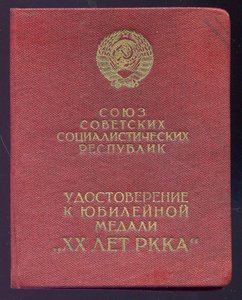 СОЮЗ
СОВЕТСКИХ
СОЦИАЛИСТИЧЕСКИХ
РЕСПУБЛИК
УДОСТОВЕРЕНИЕ
К ЮБИЛЕЙНОЙ
МЕДАЛИ
„XX ЛЕТ РККА“